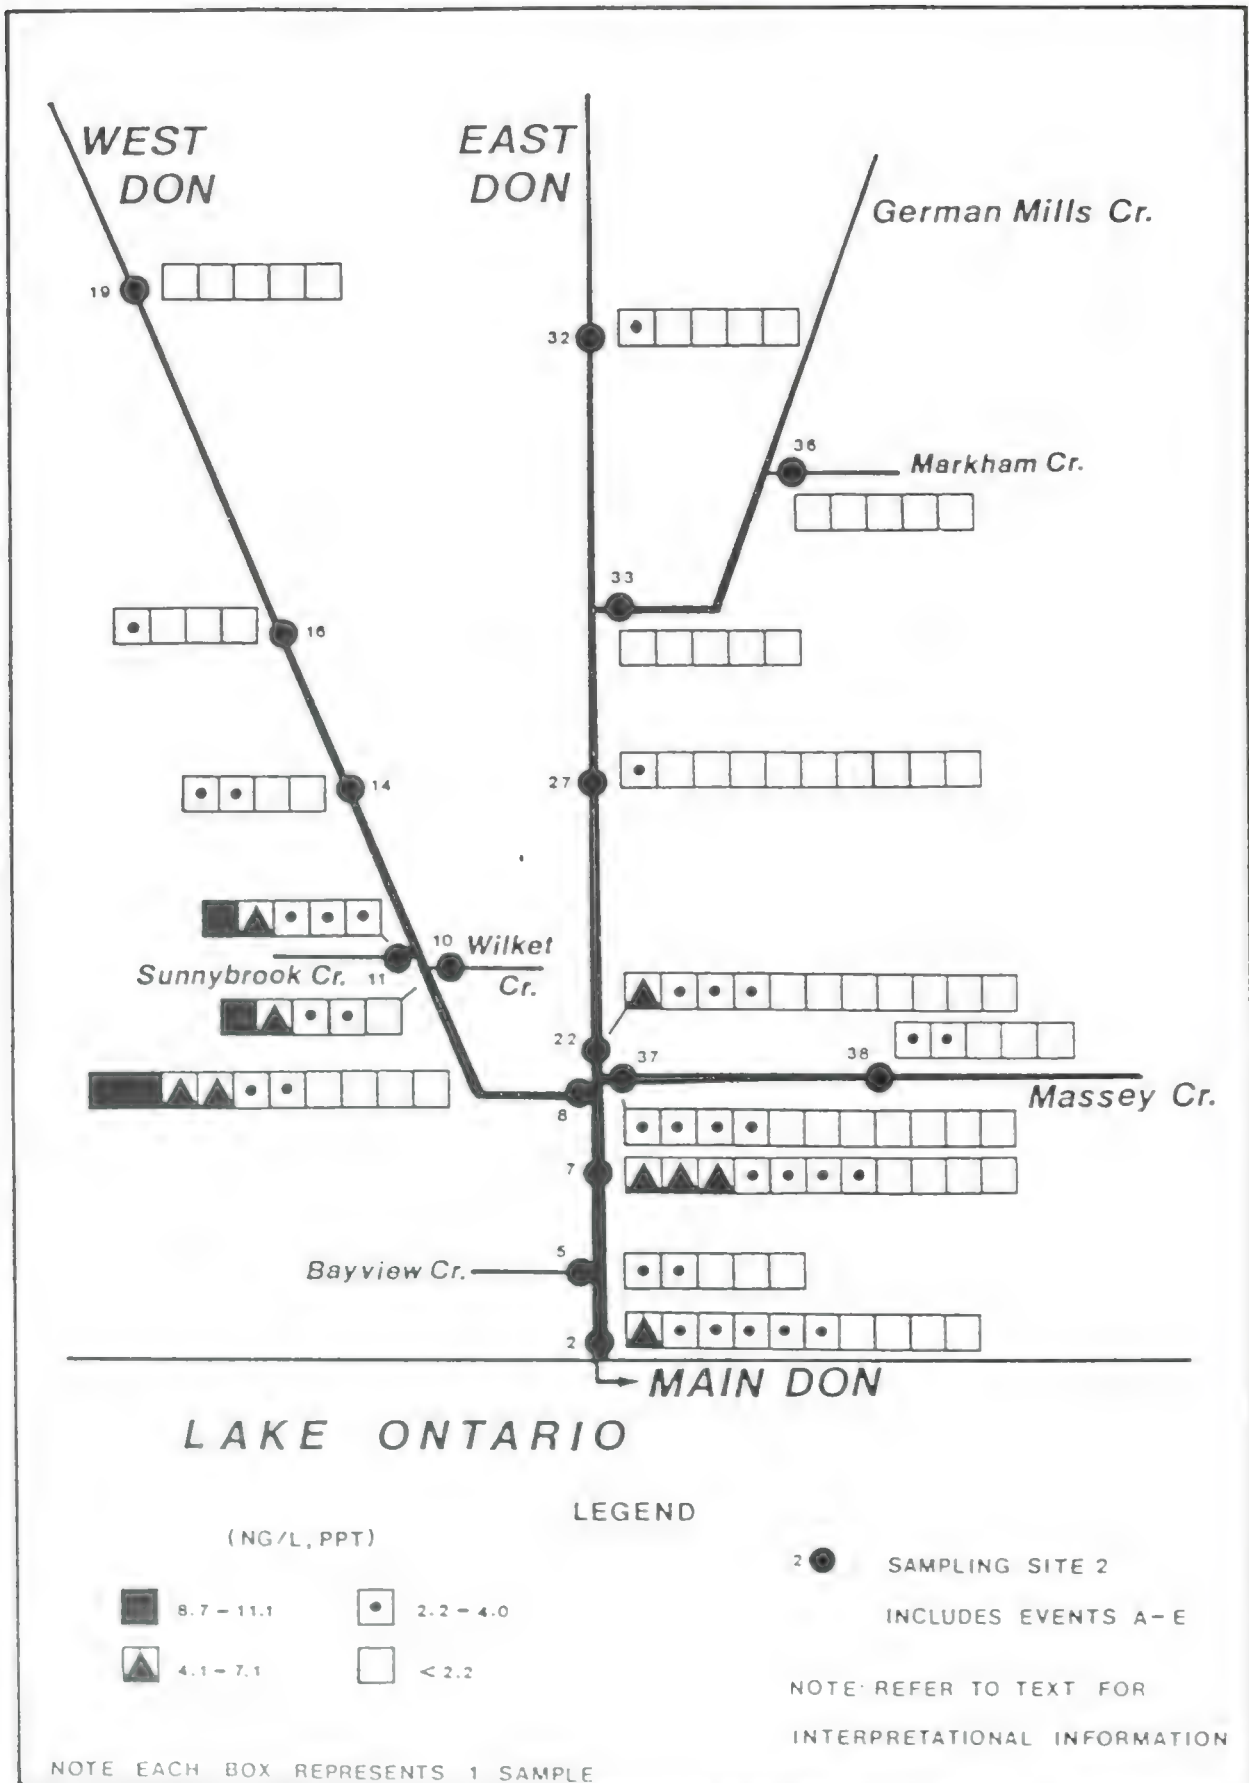 WEST
DON
EAST
DON
German Mills Cr.
19
32
36
Markham Cr.
33
16
27
14
10
Wilket
Cr.
Sunnybrook Cr.
11
22
37
38
Massey Cr.
8
7
5
Bayview Cr.
2
MAIN DON
LAKE ONTARIO
LEGEND
(NG/L, PPT)
8.7 - 11.1
2.2 - 4.0
4.1 - 7.1
< 2.2
2
SAMPLING SITE 2
INCLUDES EVENTS A-E
NOTE: REFER TO TEXT FOR
INTERPRETATIONAL INFORMATION
NOTE EACH BOX REPRESENTS 1 SAMPLE